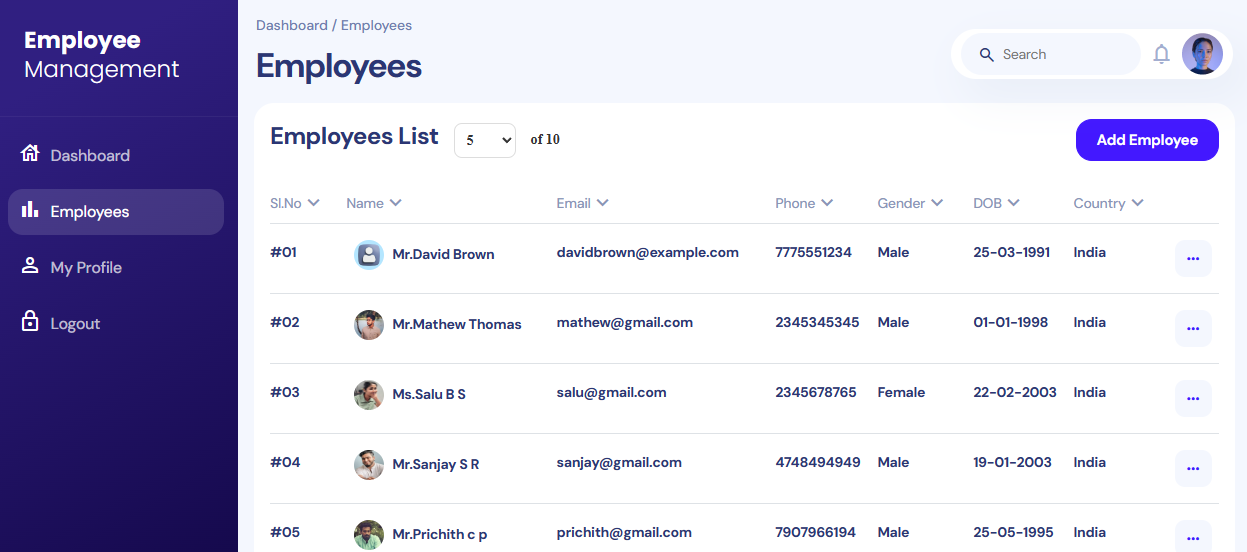 Employee
Management
Dashboard
Employees
My Profile
Logout
Dashboard / Employees
Employees
Search
Employees List 5 of 10 Add Employee
Sl.No Name Email Phone Gender DOB Country
#01 Mr.David Brown davidbrown@example.com 7775551234 Male 25-03-1991 India ...
#02 Mr.Mathew Thomas mathew@gmail.com 2345345345 Male 01-01-1998 India ...
#03 Ms.Salu B S salu@gmail.com 2345678765 Female 22-02-2003 India ...
#04 Mr.Sanjay S R sanjay@gmail.com 4748494949 Male 19-01-2003 India ...
#05 Mr.Prichith c p prichith@gmail.com 7907966194 Male 25-05-1995 India ...